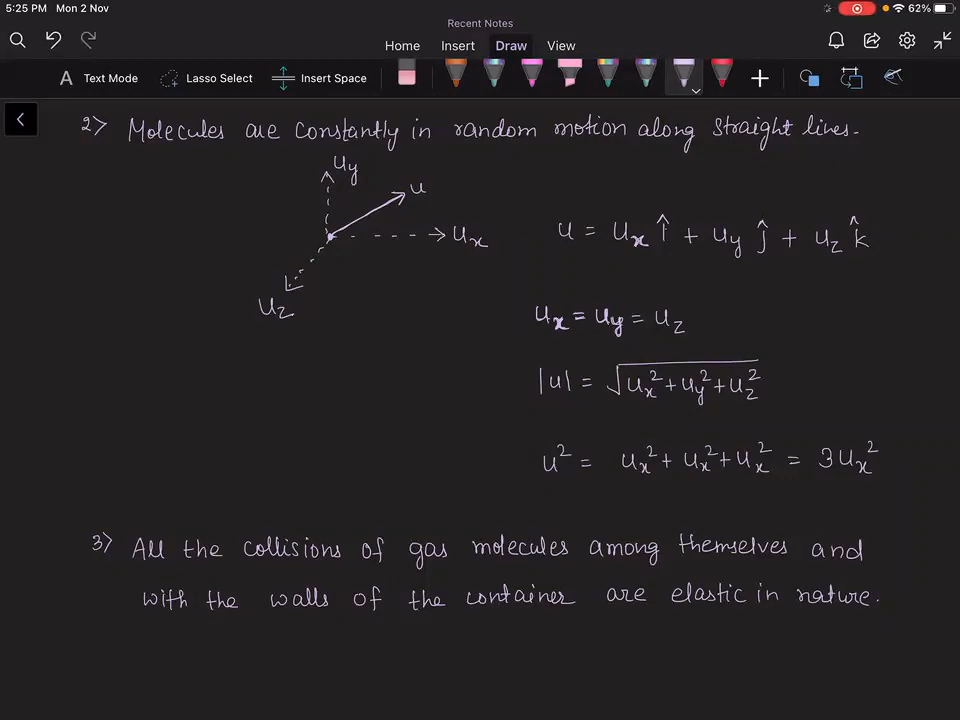 5:25 PM Mon 2 Nov
62%
Recent Notes
Home Insert Draw View
Text Mode Lasso Select Insert Space
2> Molecules are constantly in random motion along straight lines.
uy
u
ux
uz
u = ux î + uy ĵ + uz k̂
ux = uy = uz
|u| = √(ux² + uy² + uz²)
u² = ux² + ux² + ux² = 3ux²
3> All the collisions of gas molecules among themselves and
with the walls of the container are elastic in nature.